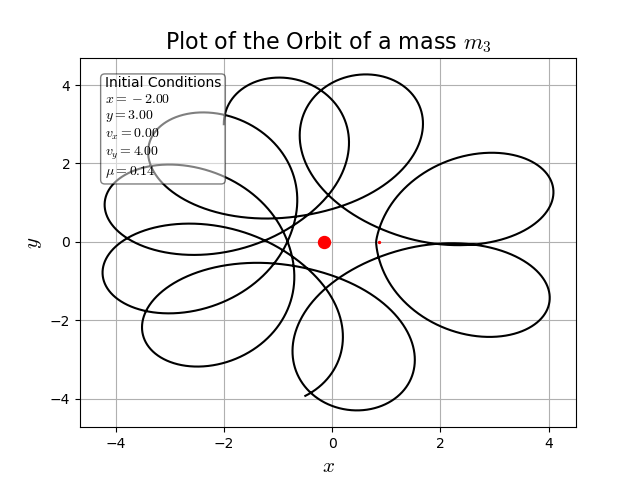 Plot of the Orbit of a mass m₃
Initial Conditions
x = −2.00
y = 3.00
vₓ = 0.00
v_y = 4.00
μ = 0.14
4
2
0
−2
−4
y
−4 −2 0 2 4
x